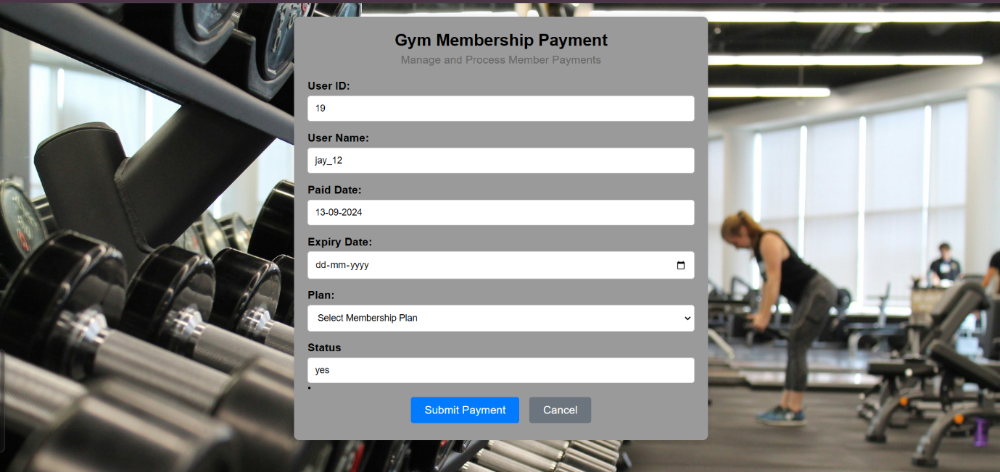 Gym Membership Payment
Manage and Process Member Payments
User ID:
19
User Name:
jay_12
Paid Date:
13-09-2024
Expiry Date:
dd-mm-yyyy
Plan:
Select Membership Plan
Status
yes
Submit Payment Cancel